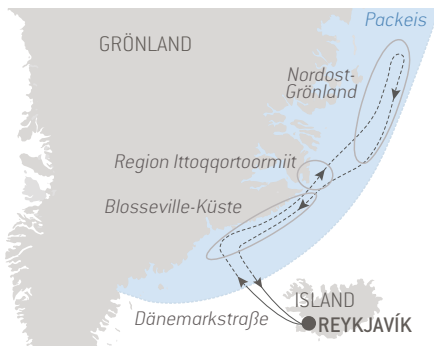 Packeis
GRÖNLAND
Nordost-
Grönland
Region Ittoqqortoormiit
Blosseville-Küste
ISLAND
Dänemarkstraße
REYKJAVÍK